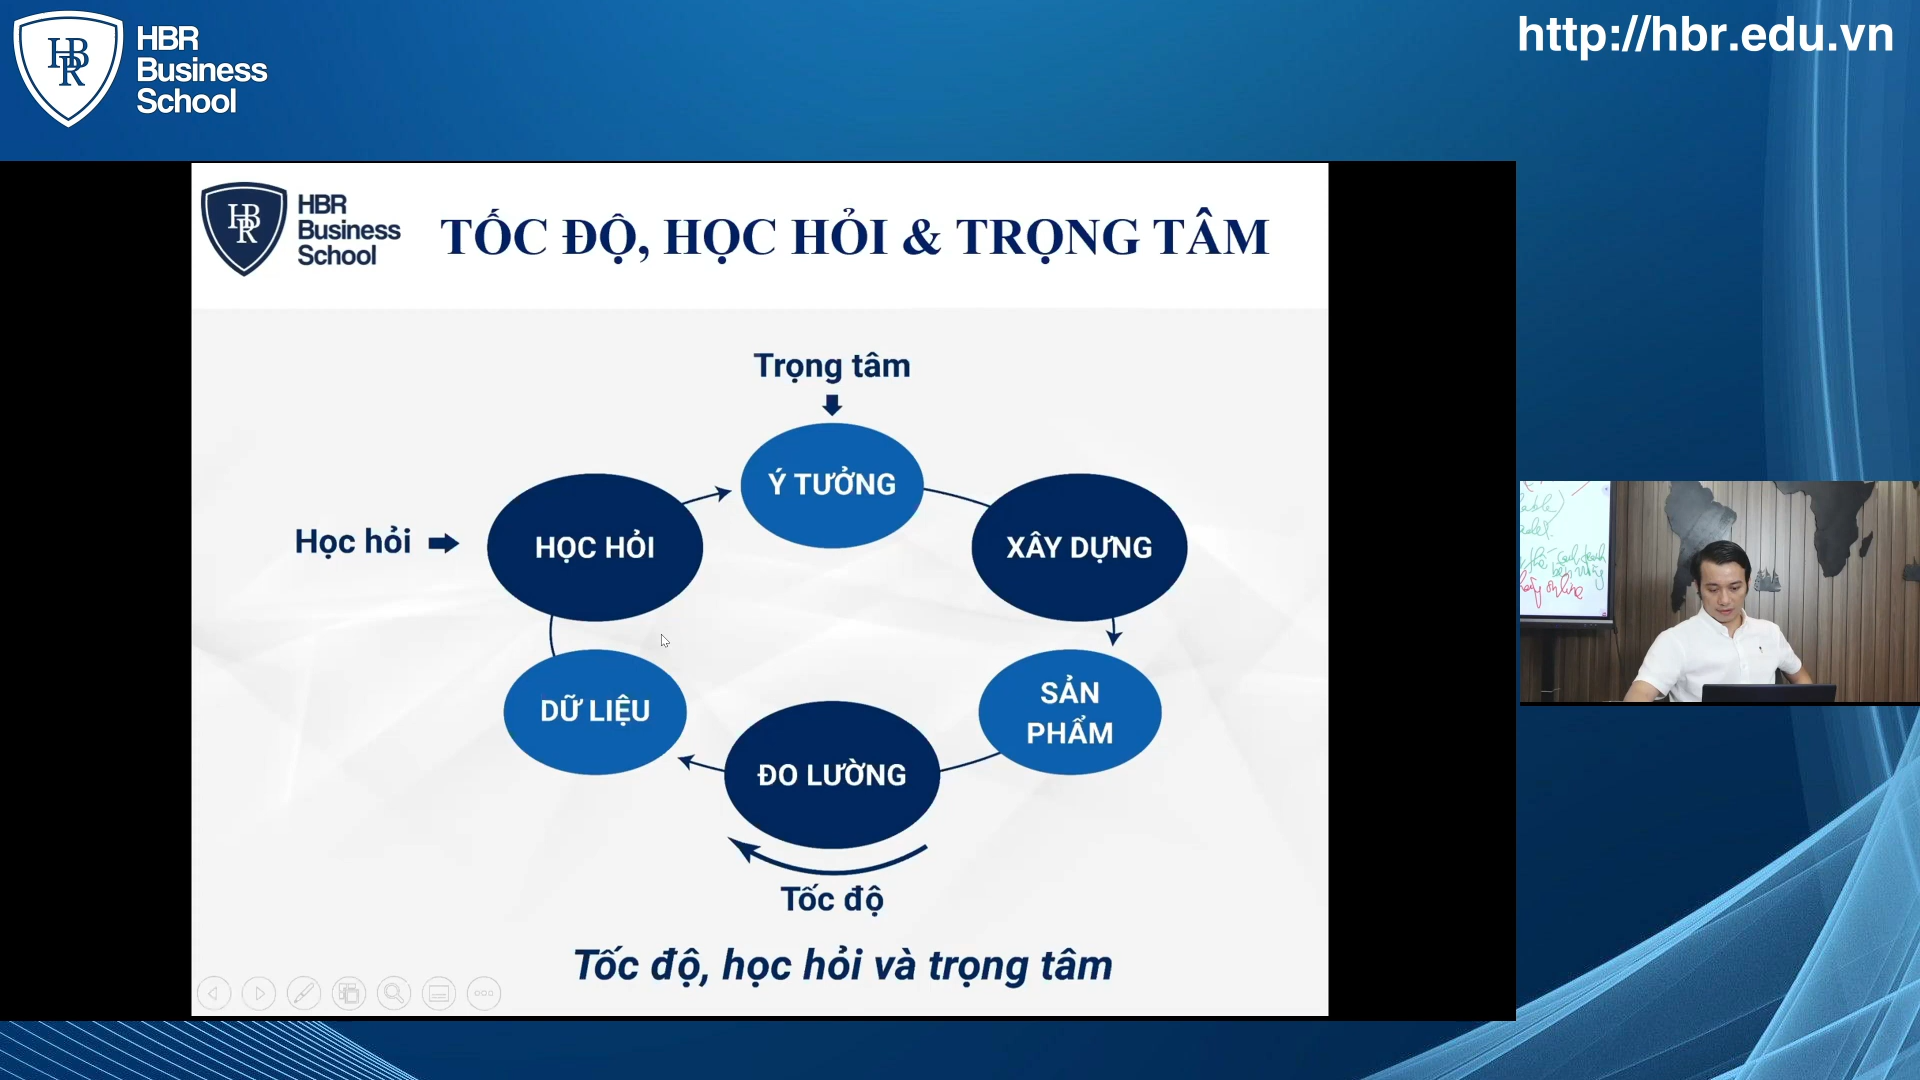 HBR
Business
School
http://hbr.edu.vn
HBR
Business
School
TỐC ĐỘ, HỌC HỎI & TRỌNG TÂM
Trọng tâm
Ý TƯỞNG
Học hỏi
HỌC HỎI
XÂY DỰNG
DỮ LIỆU
SẢN
PHẨM
ĐO LƯỜNG
Tốc độ
Tốc độ, học hỏi và trọng tâm
online